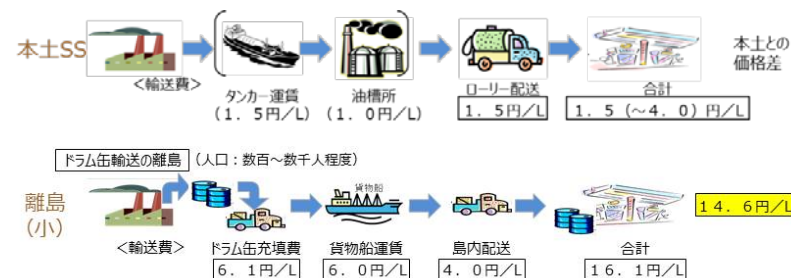 本土SS
<輸送費>
タンカー運賃
(1.5円/L)
油槽所
(1.0円/L)
ローリー配送
1.5円/L
合計
1.5(~4.0)円/L
本土との
価格差
ドラム缶輸送の離島(人口:数百~数千人程度)
離島
(小)
<輸送費>
ドラム缶充填費
6.1円/L
貨物船
貨物船運賃
6.0円/L
島内配送
4.0円/L
合計
16.1円/L
14.6円/L